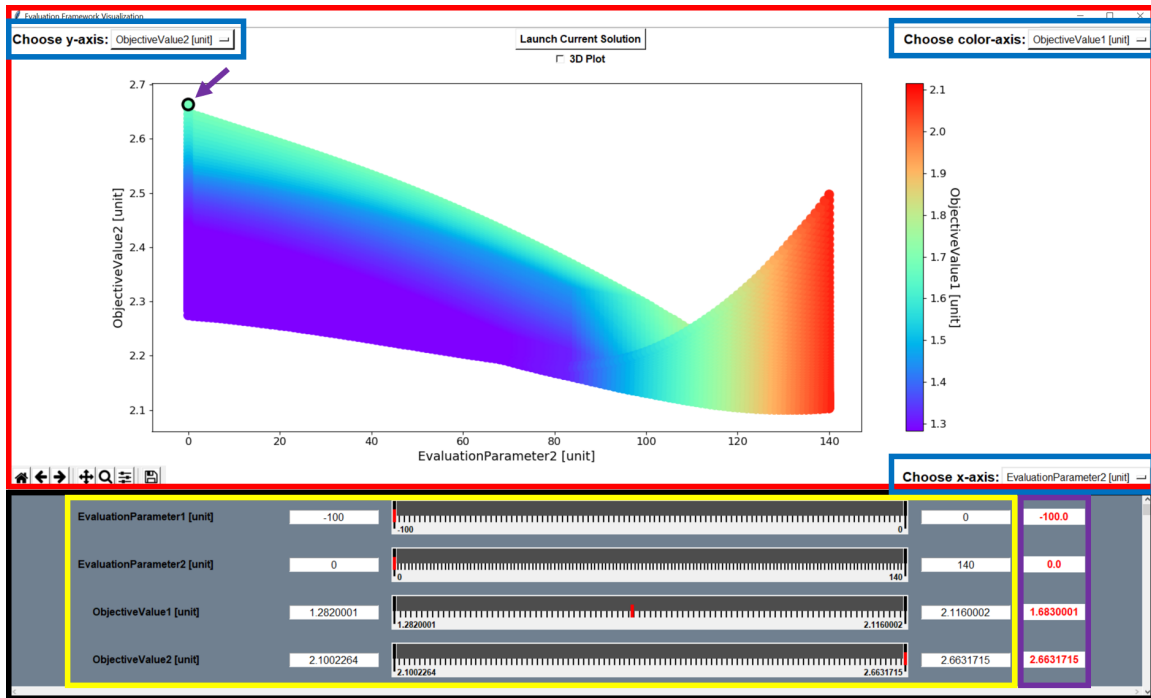 Evaluation Framework Visualization
Choose y-axis: ObjectiveValue2 [unit]
Launch Current Solution
3D Plot
Choose color-axis: ObjectiveValue1 [unit]
2.7
2.6
2.5
2.4
2.3
2.2
2.1
ObjectiveValue2 [unit]
0 20 40 60 80 100 120 140
EvaluationParameter2 [unit]
2.1
2.0
1.9
1.8
1.7
1.6
1.5
1.4
1.3
ObjectiveValue1 [unit]
Choose x-axis: EvaluationParameter2 [unit]
EvaluationParameter1 [unit] -100 -100 0 0 -100.0
EvaluationParameter2 [unit] 0 0 140 140 0.0
ObjectiveValue1 [unit] 1.2820001 1.2820001 2.1160002 2.1160002 1.6830001
ObjectiveValue2 [unit] 2.1002264 2.1002264 2.6631715 2.6631715 2.6631715